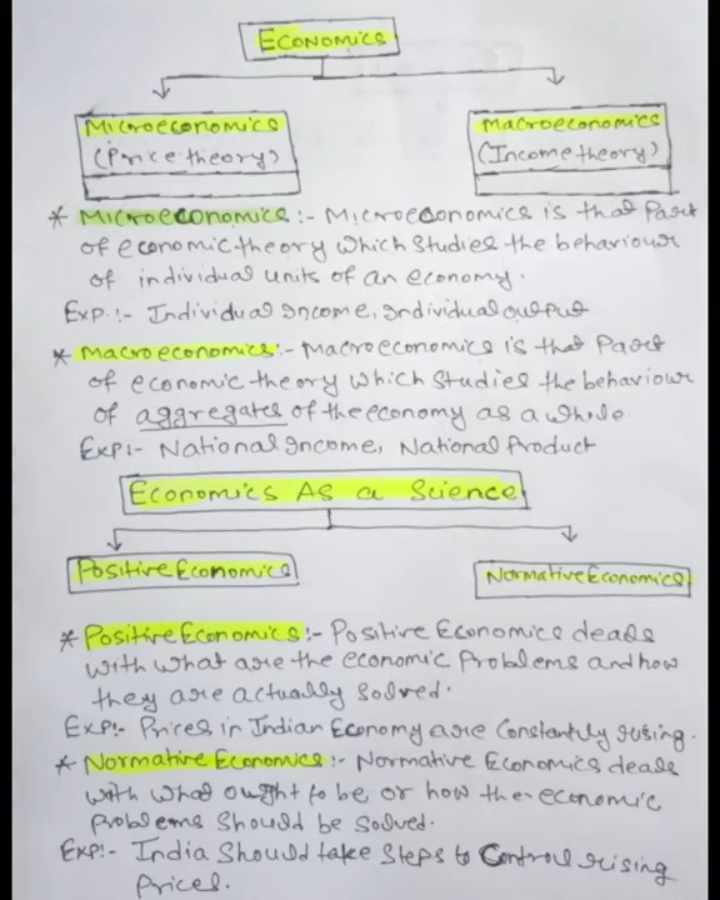 ECONOMICS
Microeconomics
(Price theory)
Macroeconomics
(Income theory)
* Microeconomics :- Microeconomics is that Part
of economic theory which studies the behaviour
of individual units of an economy.
Exp. :- Individual Income, Individual output
* Macroeconomics :- Macroeconomics is that Part
of economic theory which studies the behaviour
of aggregates of the economy as a whole.
Exp :- National Income, National Product
Economics As a Science
Positive Economics
Normative Economics
* Positive Economics :- Positive Economics deals
with what are the economic Problems and how
they are actually solved.
Exp :- Prices in Indian Economy are Constantly rising.
* Normative Economics :- Normative Economics deals
with what ought to be or how the economic
Problems should be solved.
Exp :- India should take steps to Control rising
Prices.